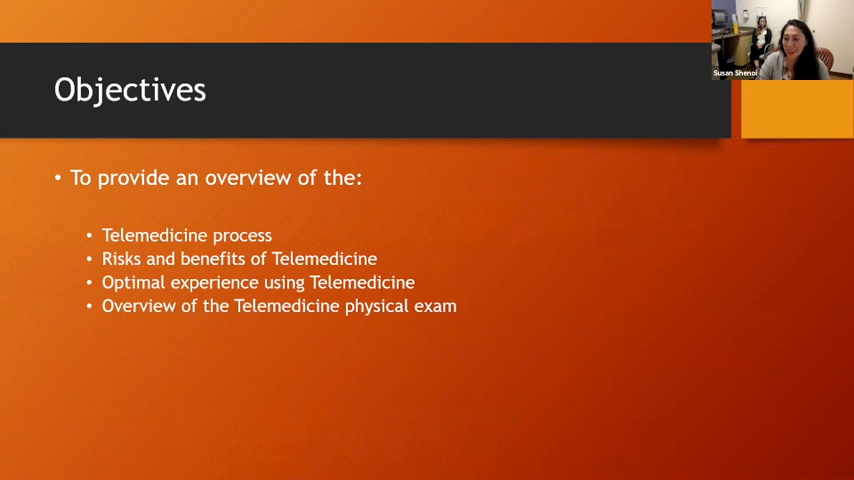 Susan Shenoi
Objectives
• To provide an overview of the:
• Telemedicine process
• Risks and benefits of Telemedicine
• Optimal experience using Telemedicine
• Overview of the Telemedicine physical exam